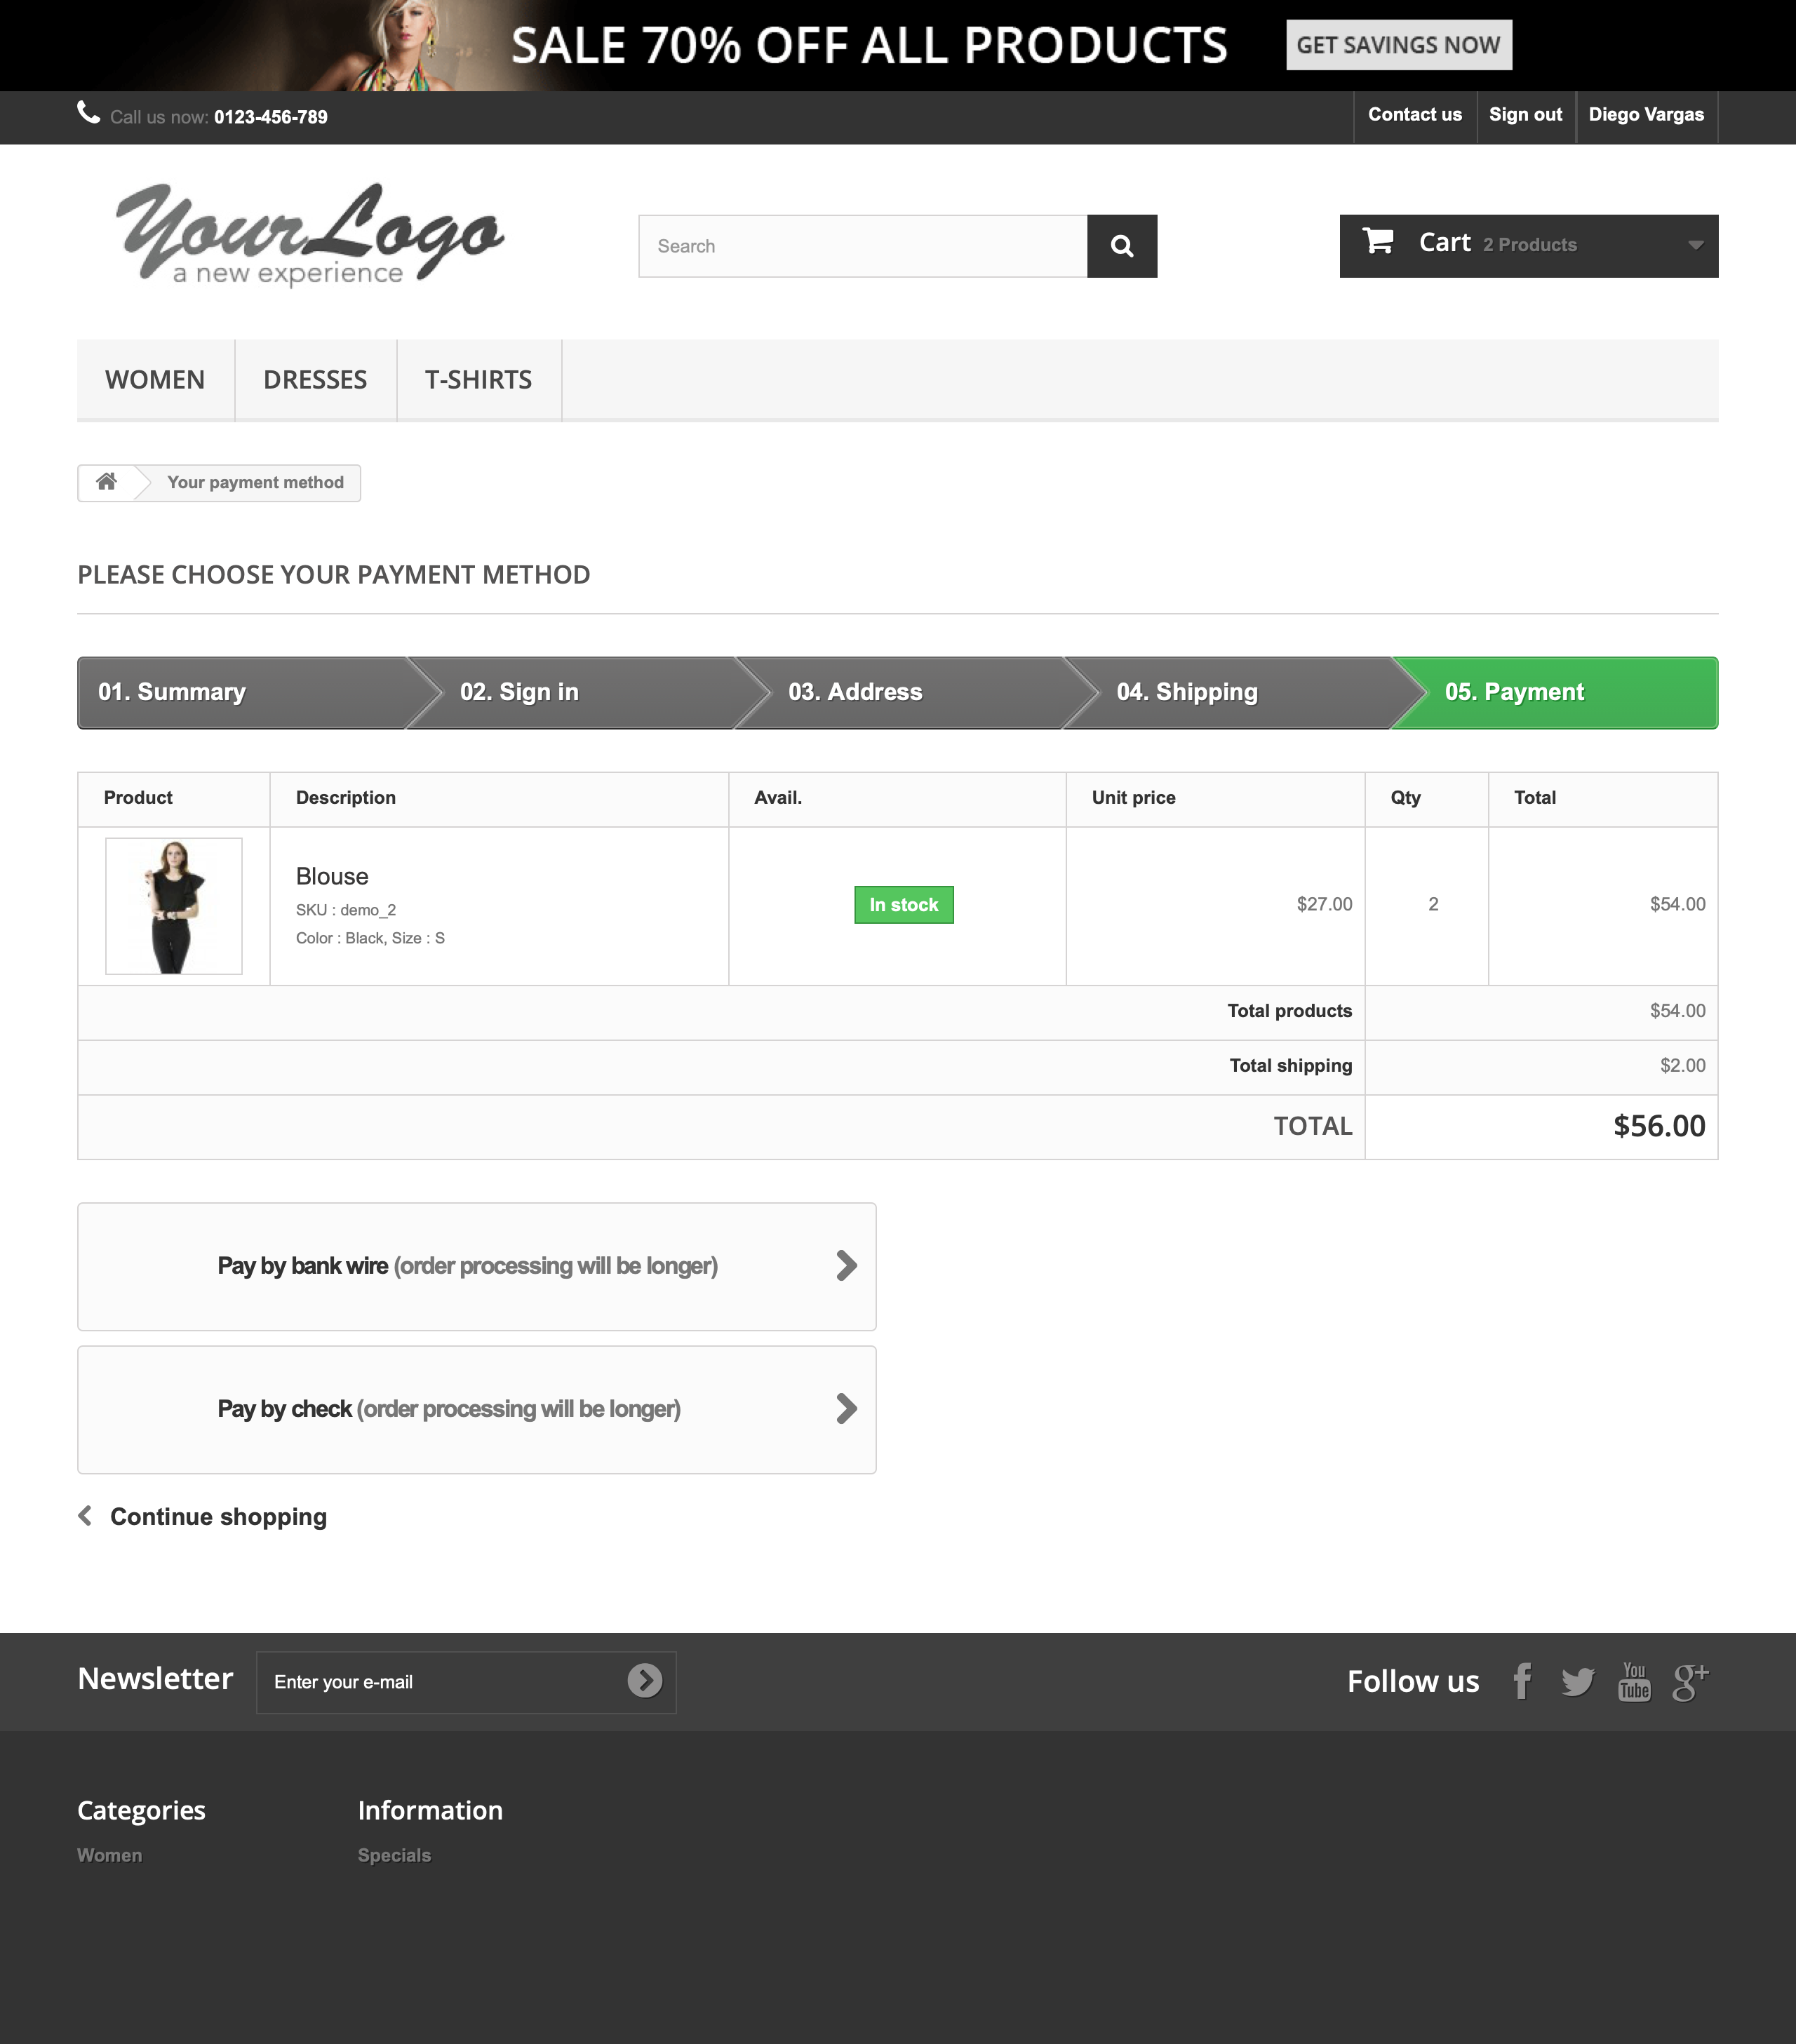 SALE 70% OFF ALL PRODUCTS GET SAVINGS NOW
Call us now: 0123-456-789 Contact us Sign out Diego Vargas
Your Logo
a new experience
Search
Cart 2 Products
WOMEN DRESSES T-SHIRTS
Your payment method
PLEASE CHOOSE YOUR PAYMENT METHOD
01. Summary 02. Sign in 03. Address 04. Shipping 05. Payment
Product Description Avail. Unit price Qty Total
Blouse
SKU : demo_2
Color : Black, Size : S
In stock $27.00 2 $54.00
Total products $54.00
Total shipping $2.00
TOTAL $56.00
Pay by bank wire (order processing will be longer)
Pay by check (order processing will be longer)
Continue shopping
Newsletter Enter your e-mail Follow us f You Tube g+
Categories Information
Women Specials